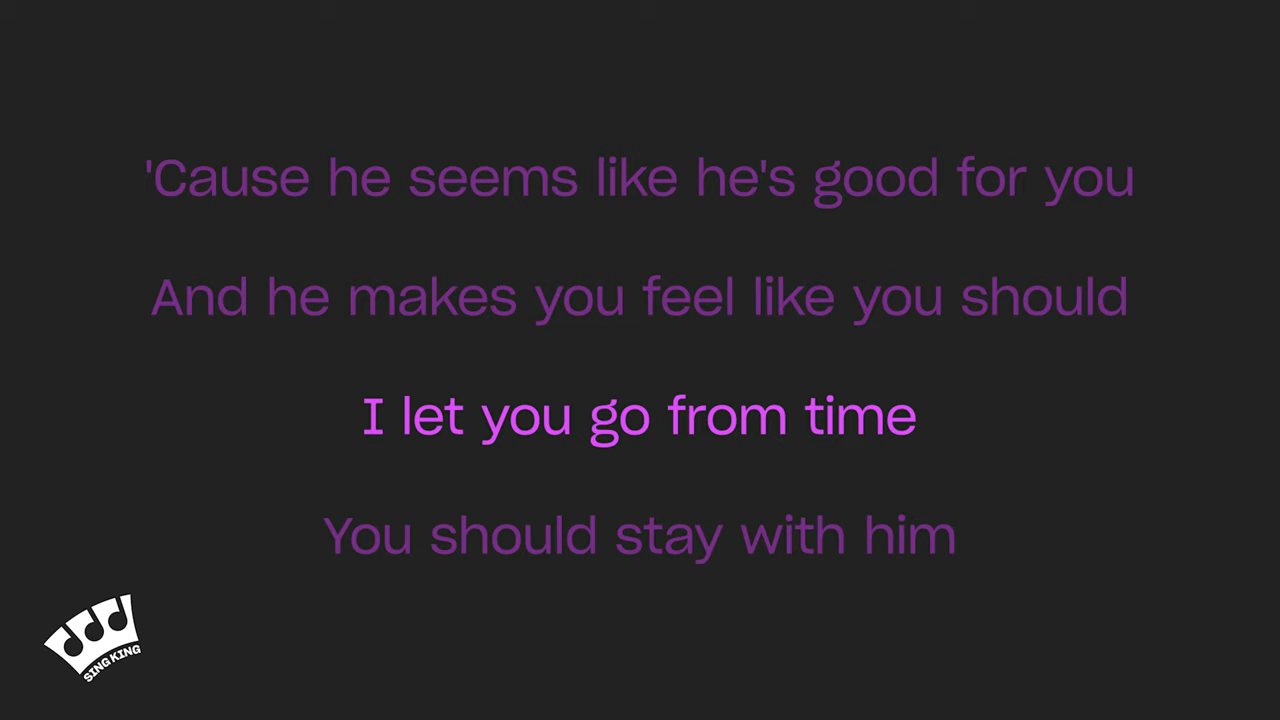 'Cause he seems like he's good for you
And he makes you feel like you should
I let you go from time
You should stay with him
SING KING